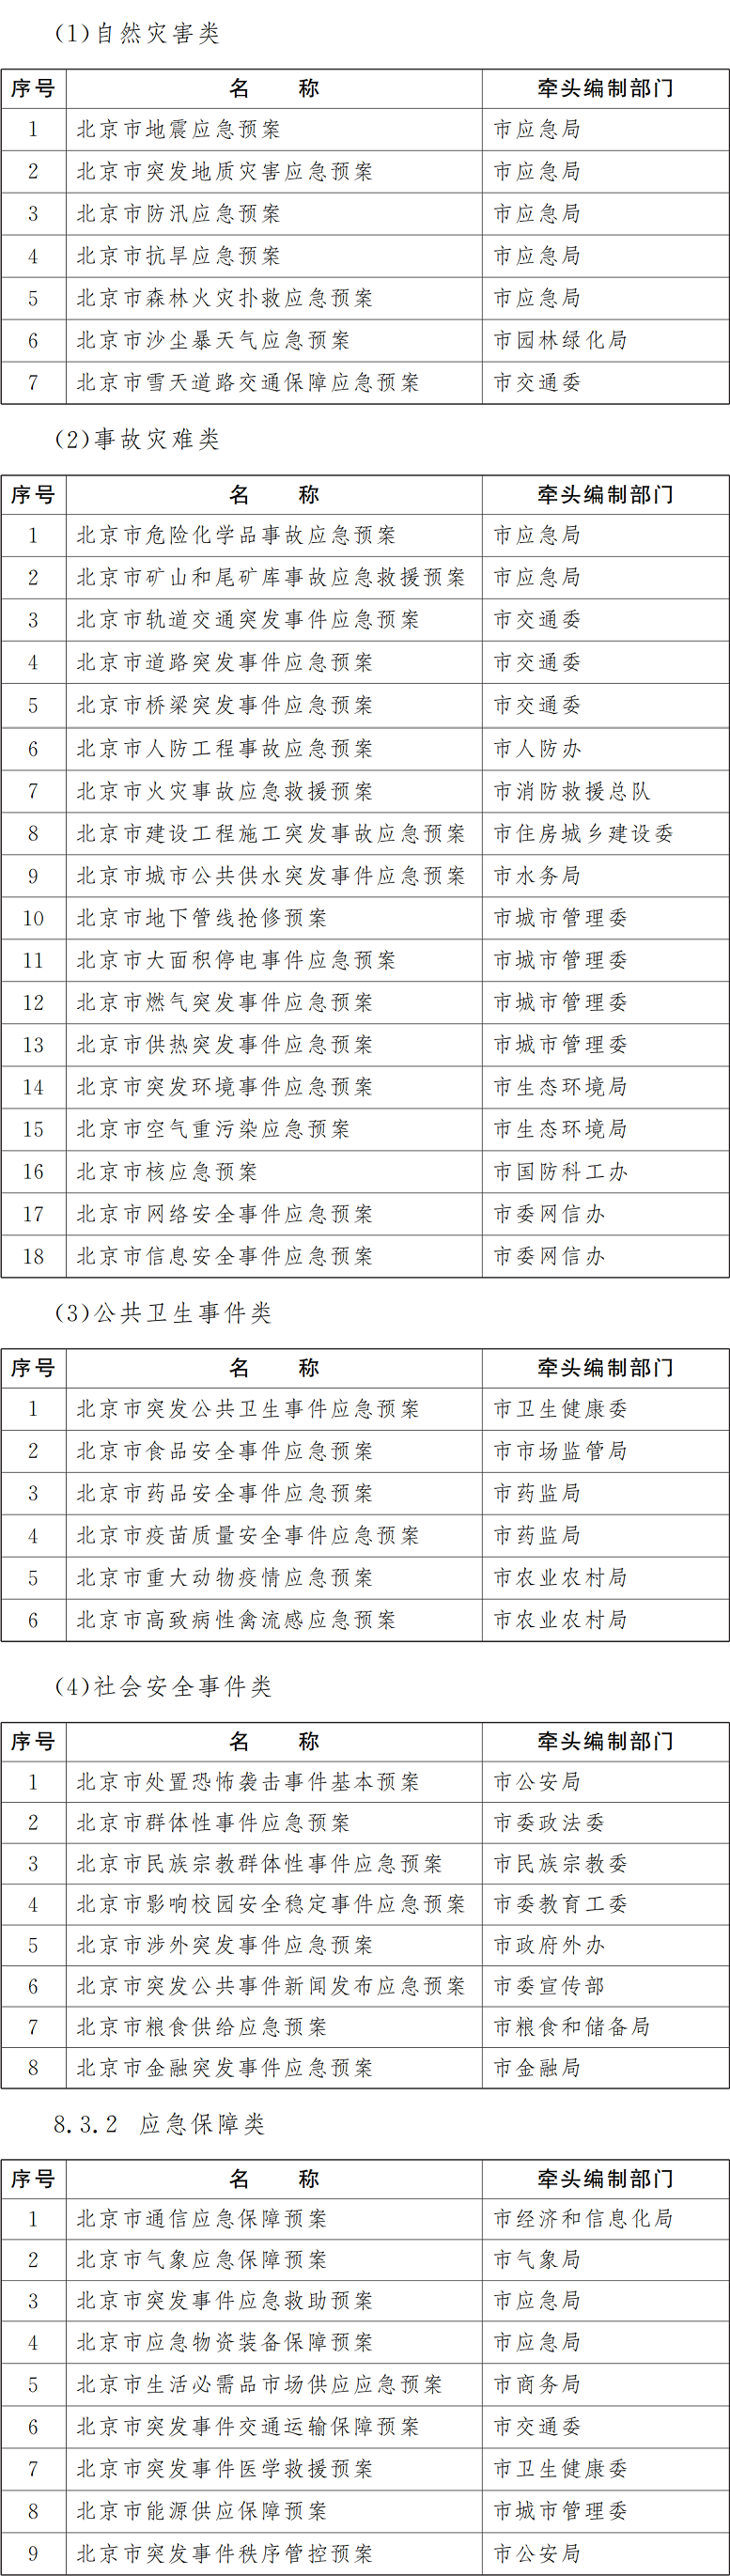 (1)自然灾害类
序号 名 称 牵头编制部门
1 北京市地震应急预案 市应急局
2 北京市突发地质灾害应急预案 市应急局
3 北京市防汛应急预案 市应急局
4 北京市抗旱应急预案 市应急局
5 北京市森林火灾扑救应急预案 市应急局
6 北京市沙尘暴天气应急预案 市园林绿化局
7 北京市雪天道路交通保障应急预案 市交通委
(2)事故灾难类
序号 名 称 牵头编制部门
1 北京市危险化学品事故应急预案 市应急局
2 北京市矿山和尾矿库事故应急救援预案 市应急局
3 北京市轨道交通突发事件应急预案 市交通委
4 北京市道路突发事件应急预案 市交通委
5 北京市桥梁突发事件应急预案 市交通委
6 北京市人防工程事故应急预案 市人防办
7 北京市火灾事故应急救援预案 市消防救援总队
8 北京市建设工程施工突发事故应急预案 市住房城乡建设委
9 北京市城市公共供水突发事件应急预案 市水务局
10 北京市地下管线抢修预案 市城市管理委
11 北京市大面积停电事件应急预案 市城市管理委
12 北京市燃气突发事件应急预案 市城市管理委
13 北京市供热突发事件应急预案 市城市管理委
14 北京市突发环境事件应急预案 市生态环境局
15 北京市空气重污染应急预案 市生态环境局
16 北京市核应急预案 市国防科工办
17 北京市网络安全事件应急预案 市委网信办
18 北京市信息安全事件应急预案 市委网信办
(3)公共卫生事件类
序号 名 称 牵头编制部门
1 北京市突发公共卫生事件应急预案 市卫生健康委
2 北京市食品安全事件应急预案 市市场监管局
3 北京市药品安全事件应急预案 市药监局
4 北京市疫苗质量安全事件应急预案 市药监局
5 北京市重大动物疫情应急预案 市农业农村局
6 北京市高致病性禽流感应急预案 市农业农村局
(4)社会安全事件类
序号 名 称 牵头编制部门
1 北京市处置恐怖袭击事件基本预案 市公安局
2 北京市群体性事件应急预案 市委政法委
3 北京市民族宗教群体性事件应急预案 市民族宗教委
4 北京市影响校园安全稳定事件应急预案 市委教育工委
5 北京市涉外突发事件应急预案 市政府外办
6 北京市突发公共事件新闻发布应急预案 市委宣传部
7 北京市粮食供给应急预案 市粮食和储备局
8 北京市金融突发事件应急预案 市金融局
8.3.2 应急保障类
序号 名 称 牵头编制部门
1 北京市通信应急保障预案 市经济和信息化局
2 北京市气象应急保障预案 市气象局
3 北京市突发事件应急救助预案 市应急局
4 北京市应急物资装备保障预案 市应急局
5 北京市生活必需品市场供应应急预案 市商务局
6 北京市突发事件交通运输保障预案 市交通委
7 北京市突发事件医学救援预案 市卫生健康委
8 北京市能源供应保障预案 市城市管理委
9 北京市突发事件秩序管控预案 市公安局